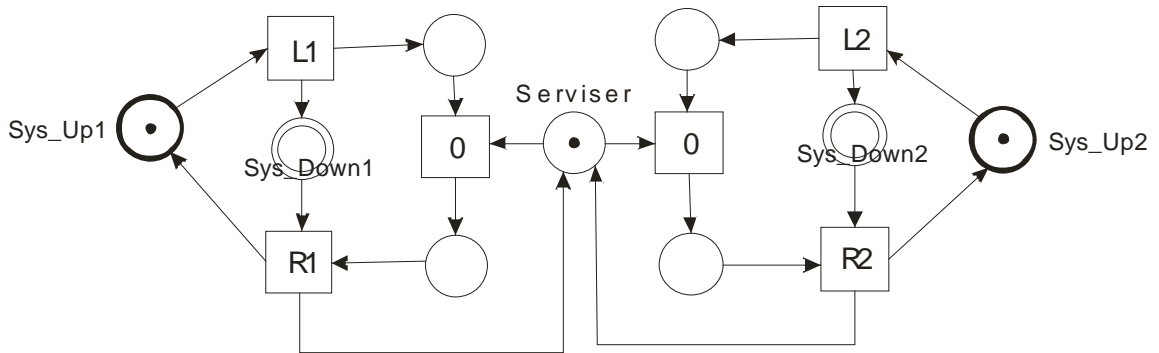 L1
L2
Serviser
Sys_Up1
Sys_Down1
0
0
Sys_Down2
Sys_Up2
R1
R2